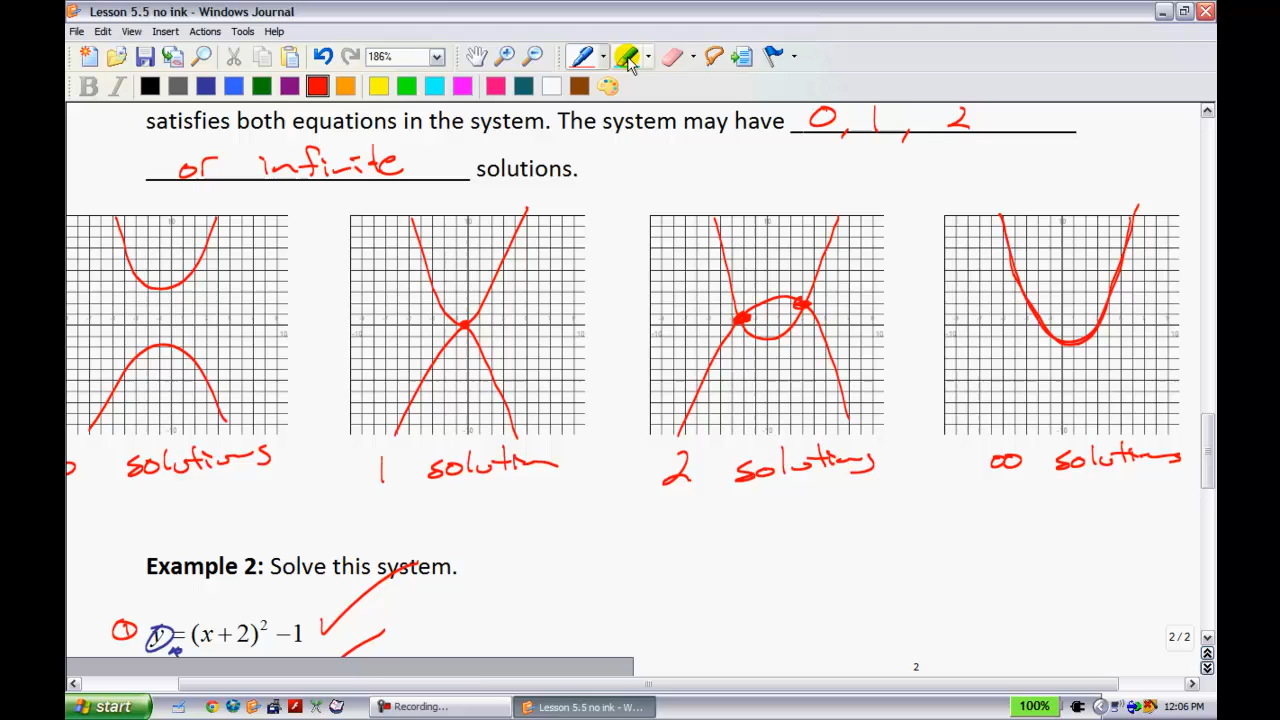 Lesson 5.5 no ink - Windows Journal
File Edit View Insert Actions Tools Help
186%
B I
satisfies both equations in the system. The system may have 0, 1, 2
or infinite solutions.
solutions 1 solution 2 solutions ∞ solutions
Example 2: Solve this system.
① y = (x + 2)² − 1
2 / 2
2
start Recording... Lesson 5.5 no ink - W... 100% 12:06 PM